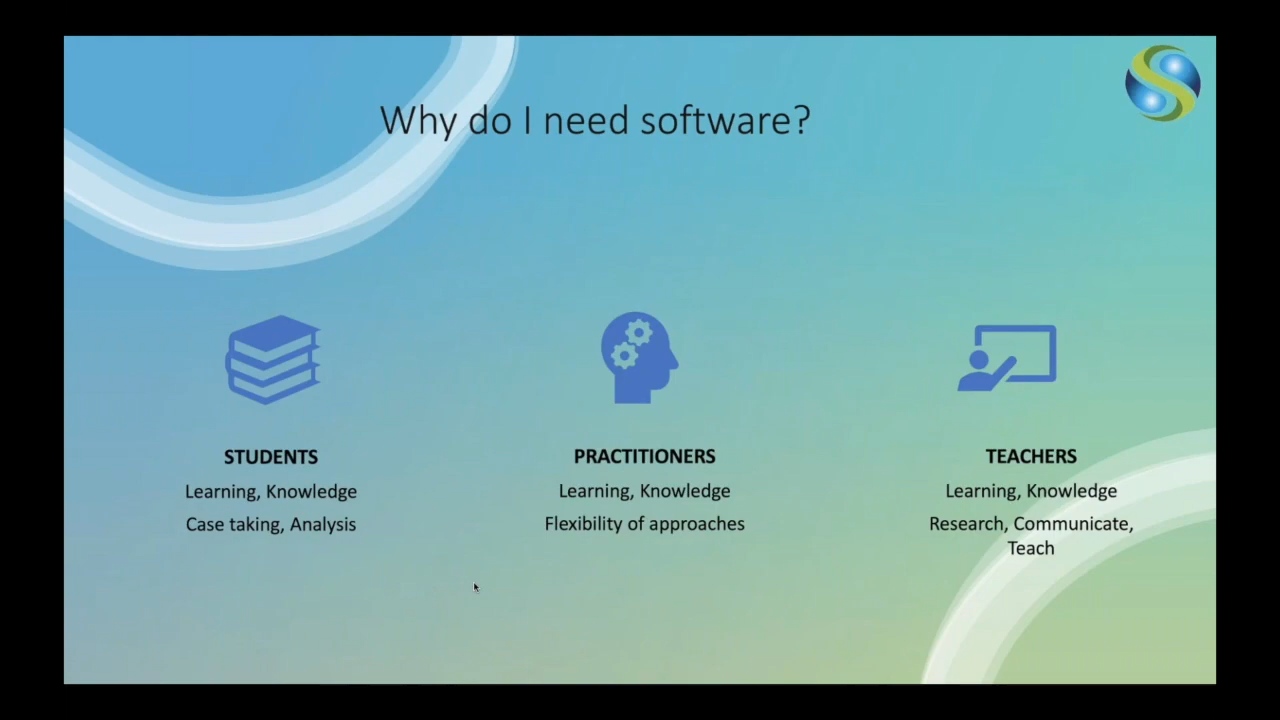 Why do I need software?
STUDENTS
Learning, Knowledge
Case taking, Analysis
PRACTITIONERS
Learning, Knowledge
Flexibility of approaches
TEACHERS
Learning, Knowledge
Research, Communicate,
Teach